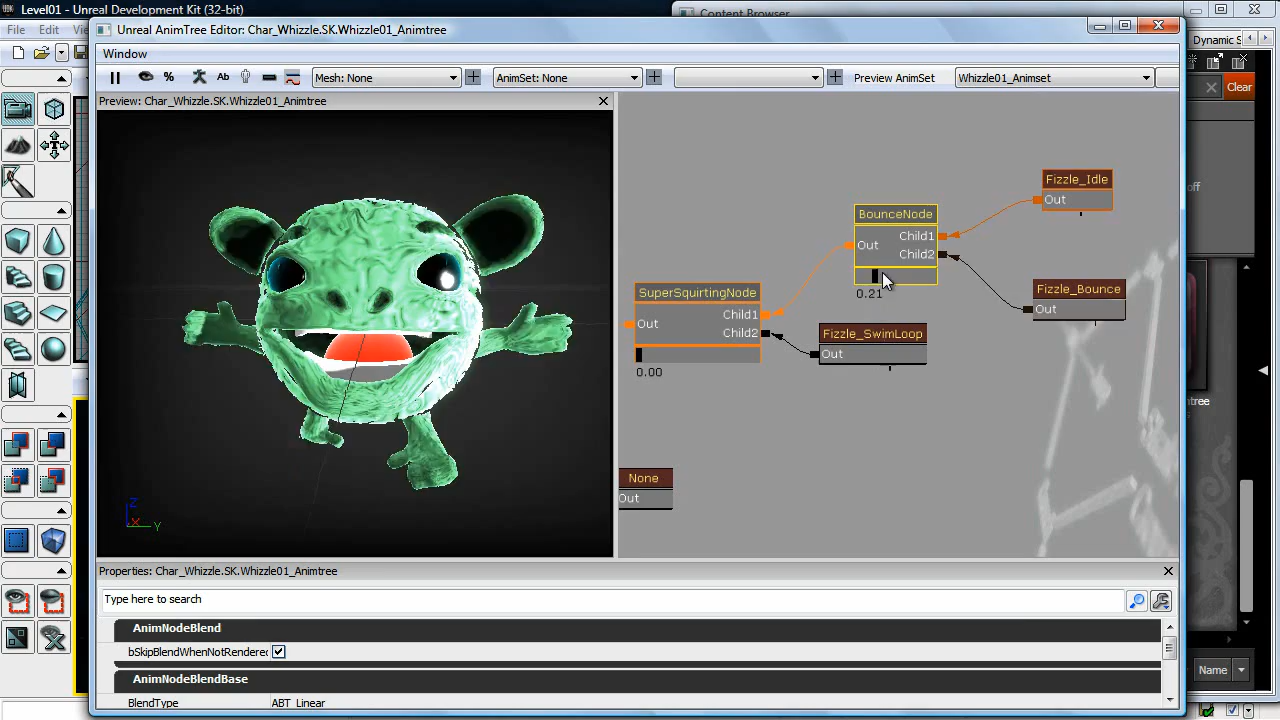 Level01 - Unreal Development Kit (32-bit)
Content Browser
File Edit
Unreal AnimTree Editor: Char_Whizzle.SK.Whizzle01_Animtree
Dynamic S
Window
Mesh: None
AnimSet: None
Preview AnimSet
Whizzle01_Animset
Clear
Preview: Char_Whizzle.SK.Whizzle01_Animtree
Fizzle_Idle
Out
off
BounceNode
Child1
Out
Child2
0.21
Fizzle_Bounce
Out
SuperSquirtingNode
Child1
Out
Child2
0.00
Fizzle_SwimLoop
Out
None
Out
Z
X Y
Properties: Char_Whizzle.SK.Whizzle01_Animtree
Type here to search
AnimNodeBlend
bSkipBlendWhenNotRendered
AnimNodeBlendBase
BlendType ABT_Linear
Name